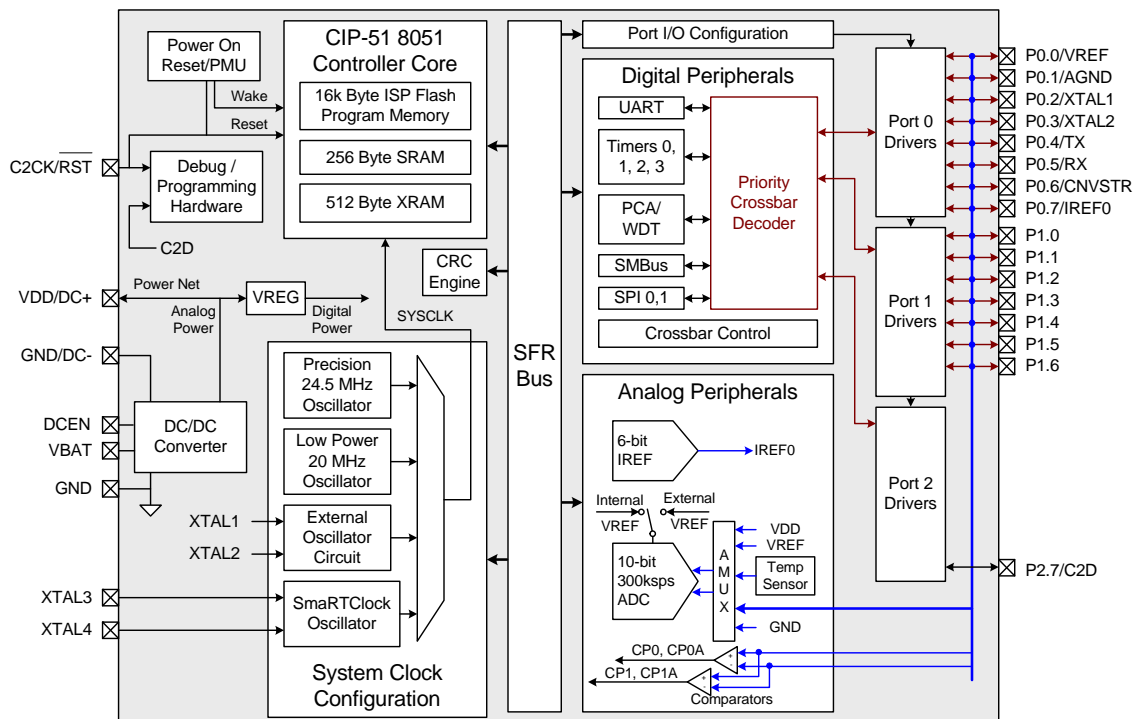 Power On
Reset/PMU
Wake
Reset
C2CK/RST
Debug /
Programming
Hardware
C2D
CIP-51 8051
Controller Core
16k Byte ISP Flash
Program Memory
256 Byte SRAM
512 Byte XRAM
CRC
Engine
VDD/DC+
Power Net
Analog
Power
VREG
Digital
Power
SYSCLK
GND/DC-
DCEN
VBAT
GND
DC/DC
Converter
Precision
24.5 MHz
Oscillator
Low Power
20 MHz
Oscillator
XTAL1
XTAL2
External
Oscillator
Circuit
XTAL3
XTAL4
SmaRTClock
Oscillator
System Clock
Configuration
SFR
Bus
Port I/O Configuration
Digital Peripherals
UART
Timers 0,
1, 2, 3
PCA/
WDT
SMBus
SPI 0,1
Priority
Crossbar
Decoder
Crossbar Control
Analog Peripherals
6-bit
IREF
IREF0
Internal
VREF
External
VREF
10-bit
300ksps
ADC
A
M
U
X
VDD
VREF
Temp
Sensor
GND
CP0, CP0A
+
-
CP1, CP1A
+
-
Comparators
Port 0
Drivers
Port 1
Drivers
Port 2
Drivers
P0.0/VREF
P0.1/AGND
P0.2/XTAL1
P0.3/XTAL2
P0.4/TX
P0.5/RX
P0.6/CNVSTR
P0.7/IREF0
P1.0
P1.1
P1.2
P1.3
P1.4
P1.5
P1.6
P2.7/C2D